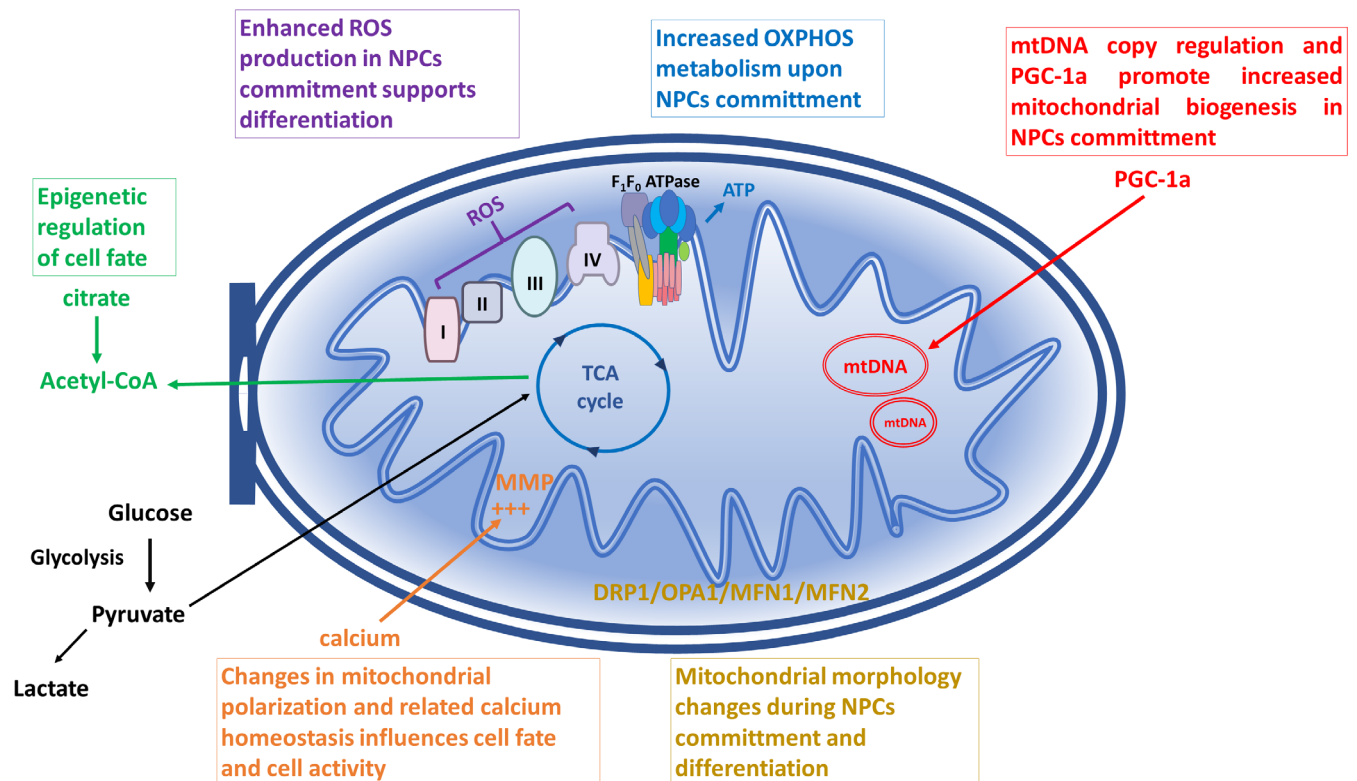 Enhanced ROS
production in NPCs
commitment supports
differentiation
Increased OXPHOS
metabolism upon
NPCs committment
mtDNA copy regulation and
PGC-1a promote increased
mitochondrial biogenesis in
NPCs committment
PGC-1a
Epigenetic
regulation
of cell fate
citrate
Acetyl-CoA
ROS
F₁F₀ ATPase
ATP
I
II
III
IV
TCA
cycle
mtDNA
mtDNA
MMP
+++
Glucose
Glycolysis
Pyruvate
Lactate
DRP1/OPA1/MFN1/MFN2
calcium
Changes in mitochondrial
polarization and related calcium
homeostasis influences cell fate
and cell activity
Mitochondrial morphology
changes during NPCs
committment and
differentiation